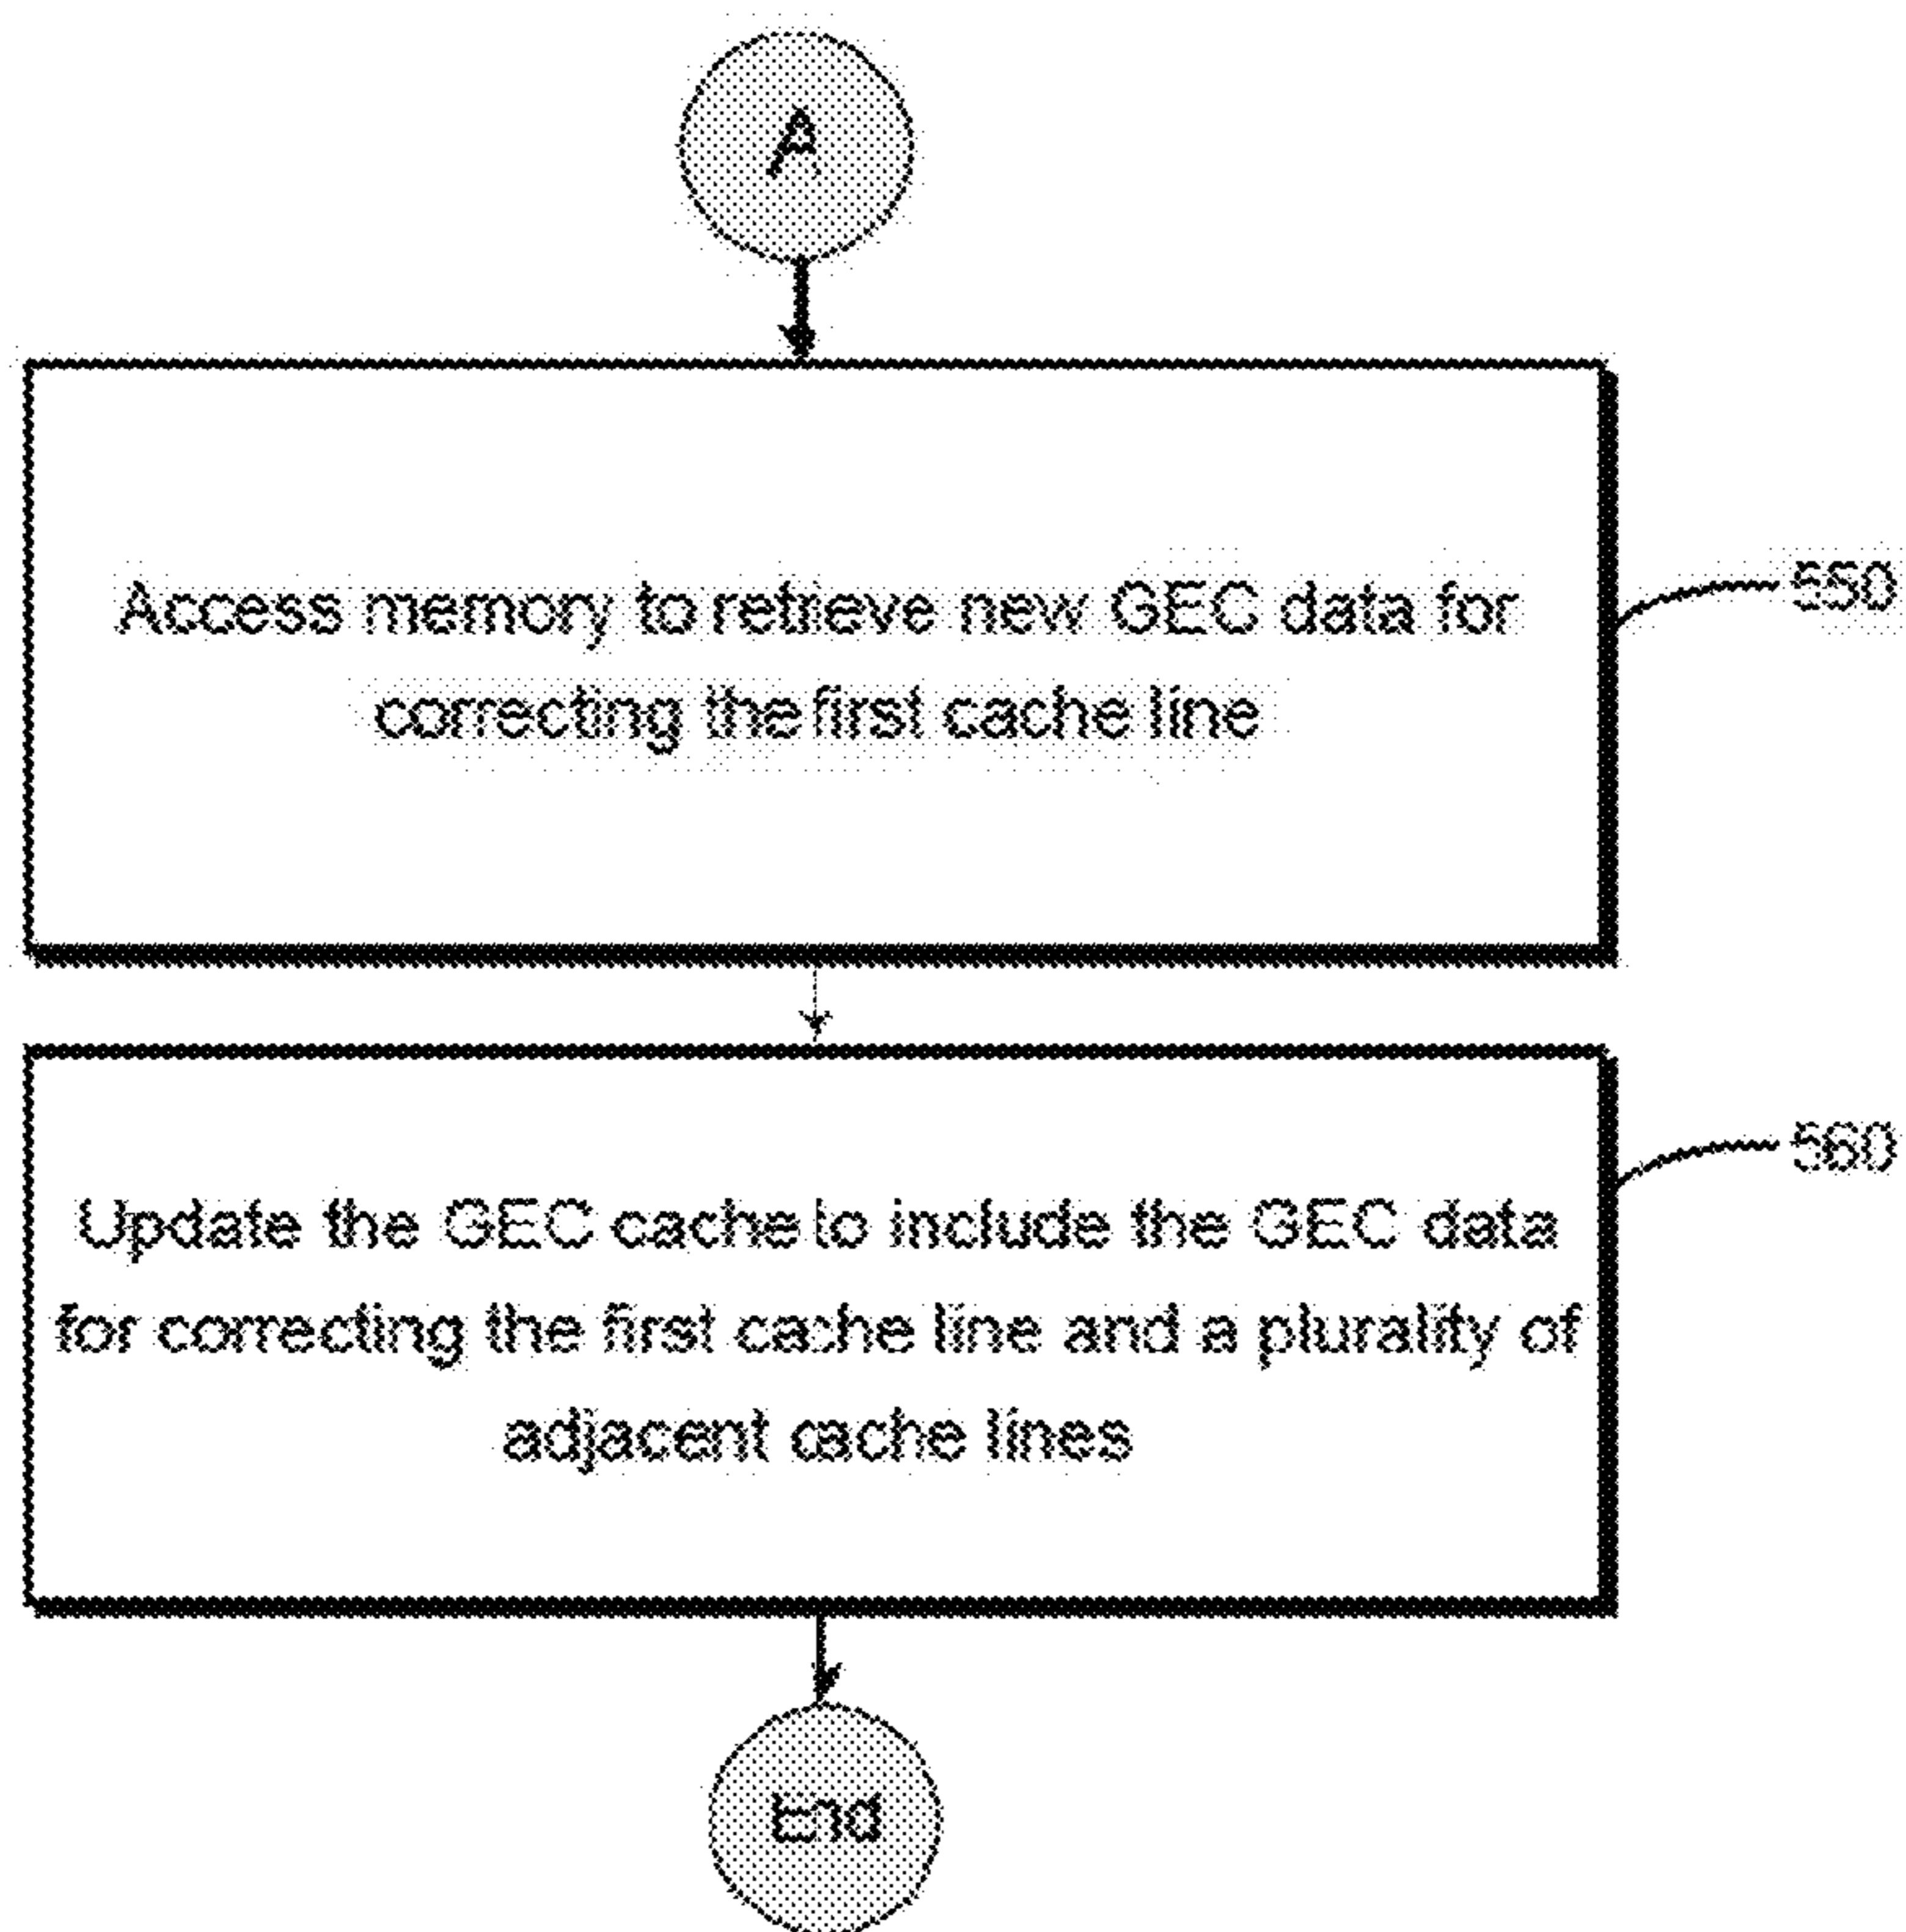 A
Access memory to retrieve new GEC data for
correcting the first cache line
550
Update the GEC cache to include the GEC data
for correcting the first cache line and a plurality of
adjacent cache lines
560
End